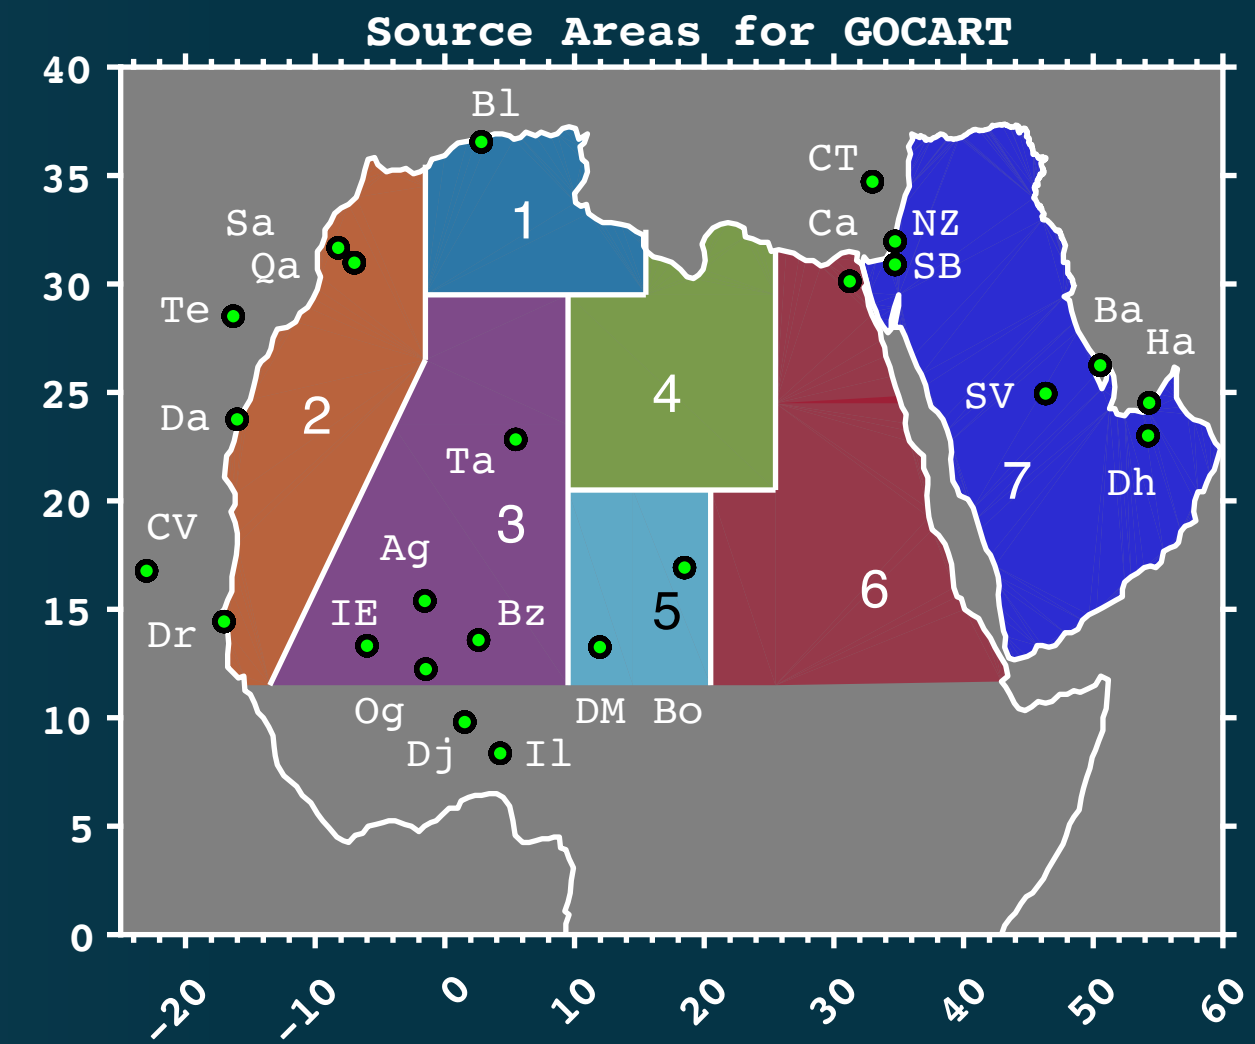 Source Areas for GOCART
40
Bl
CT
35
1
Sa
Ca
NZ
Qa
SB
30
Te
Ba
Ha
4
SV
25
Da
2
Ta
7
Dh
20
CV
3
Ag
6
IE
Bz
5
15
Dr
Og
DM
Bo
10
Dj
Il
5
0
-20
-10
0
10
20
30
40
50
60